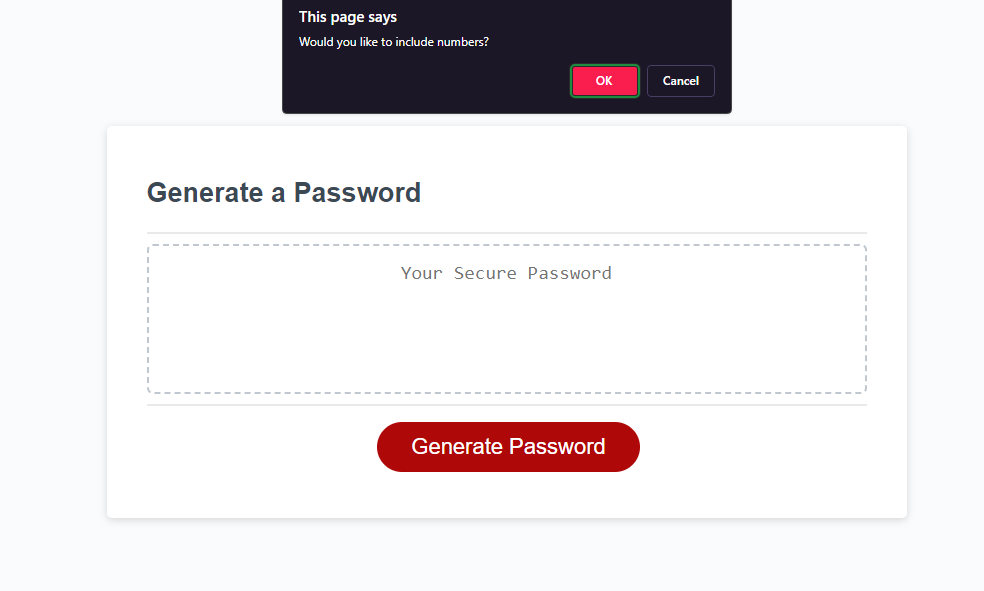 This page says
Would you like to include numbers?
OK
Cancel
Generate a Password
Your Secure Password
Generate Password